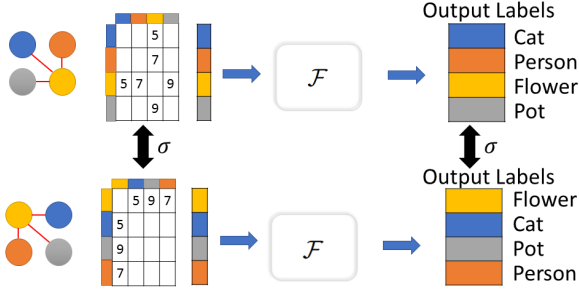 Output Labels
5
7
5 7 9
9
F
Cat
Person
Flower
Pot
σ
σ
Output Labels
5 9 7
5
9
7
F
Flower
Cat
Pot
Person